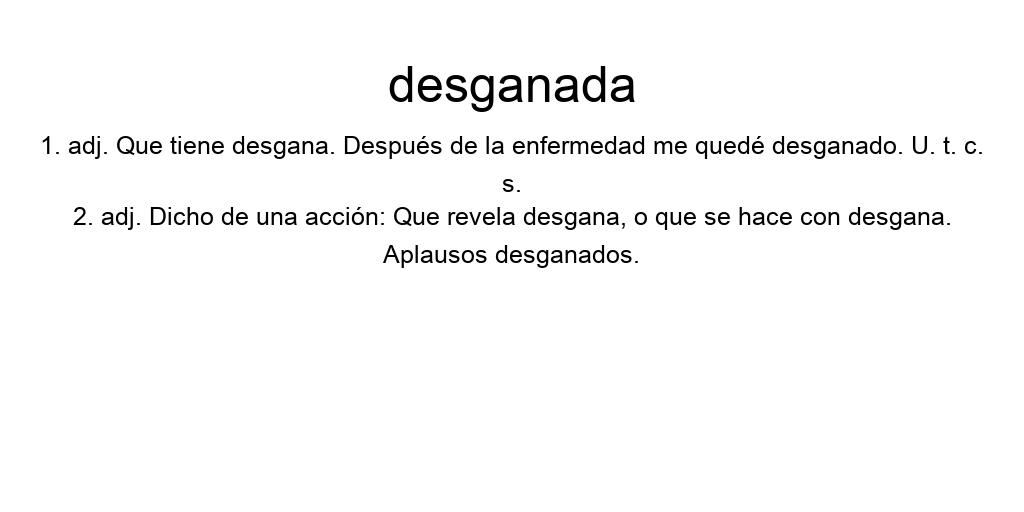 desganada
1. adj. Que tiene desgana. Después de la enfermedad me quedé desganado. U. t. c.
s.
2. adj. Dicho de una acción: Que revela desgana, o que se hace con desgana.
Aplausos desganados.